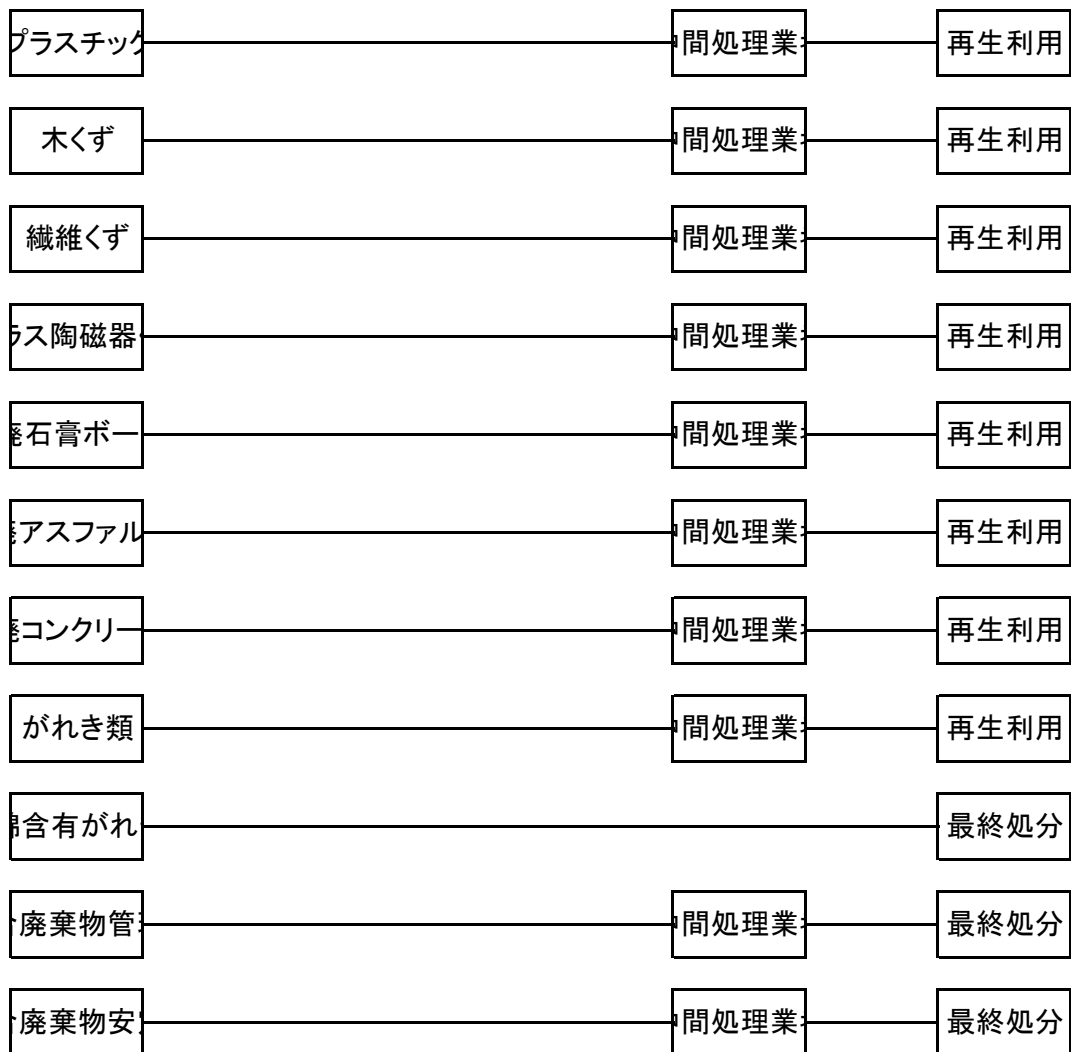 プラスチック 間処理業 再生利用
木くず 間処理業 再生利用
繊維くず 間処理業 再生利用
ラス陶磁器 間処理業 再生利用
廃石膏ボー 間処理業 再生利用
廃アスファル 間処理業 再生利用
廃コンクリー 間処理業 再生利用
がれき類 間処理業 再生利用
綿含有がれ 最終処分
廃棄物管 間処理業 最終処分
廃棄物安 間処理業 最終処分